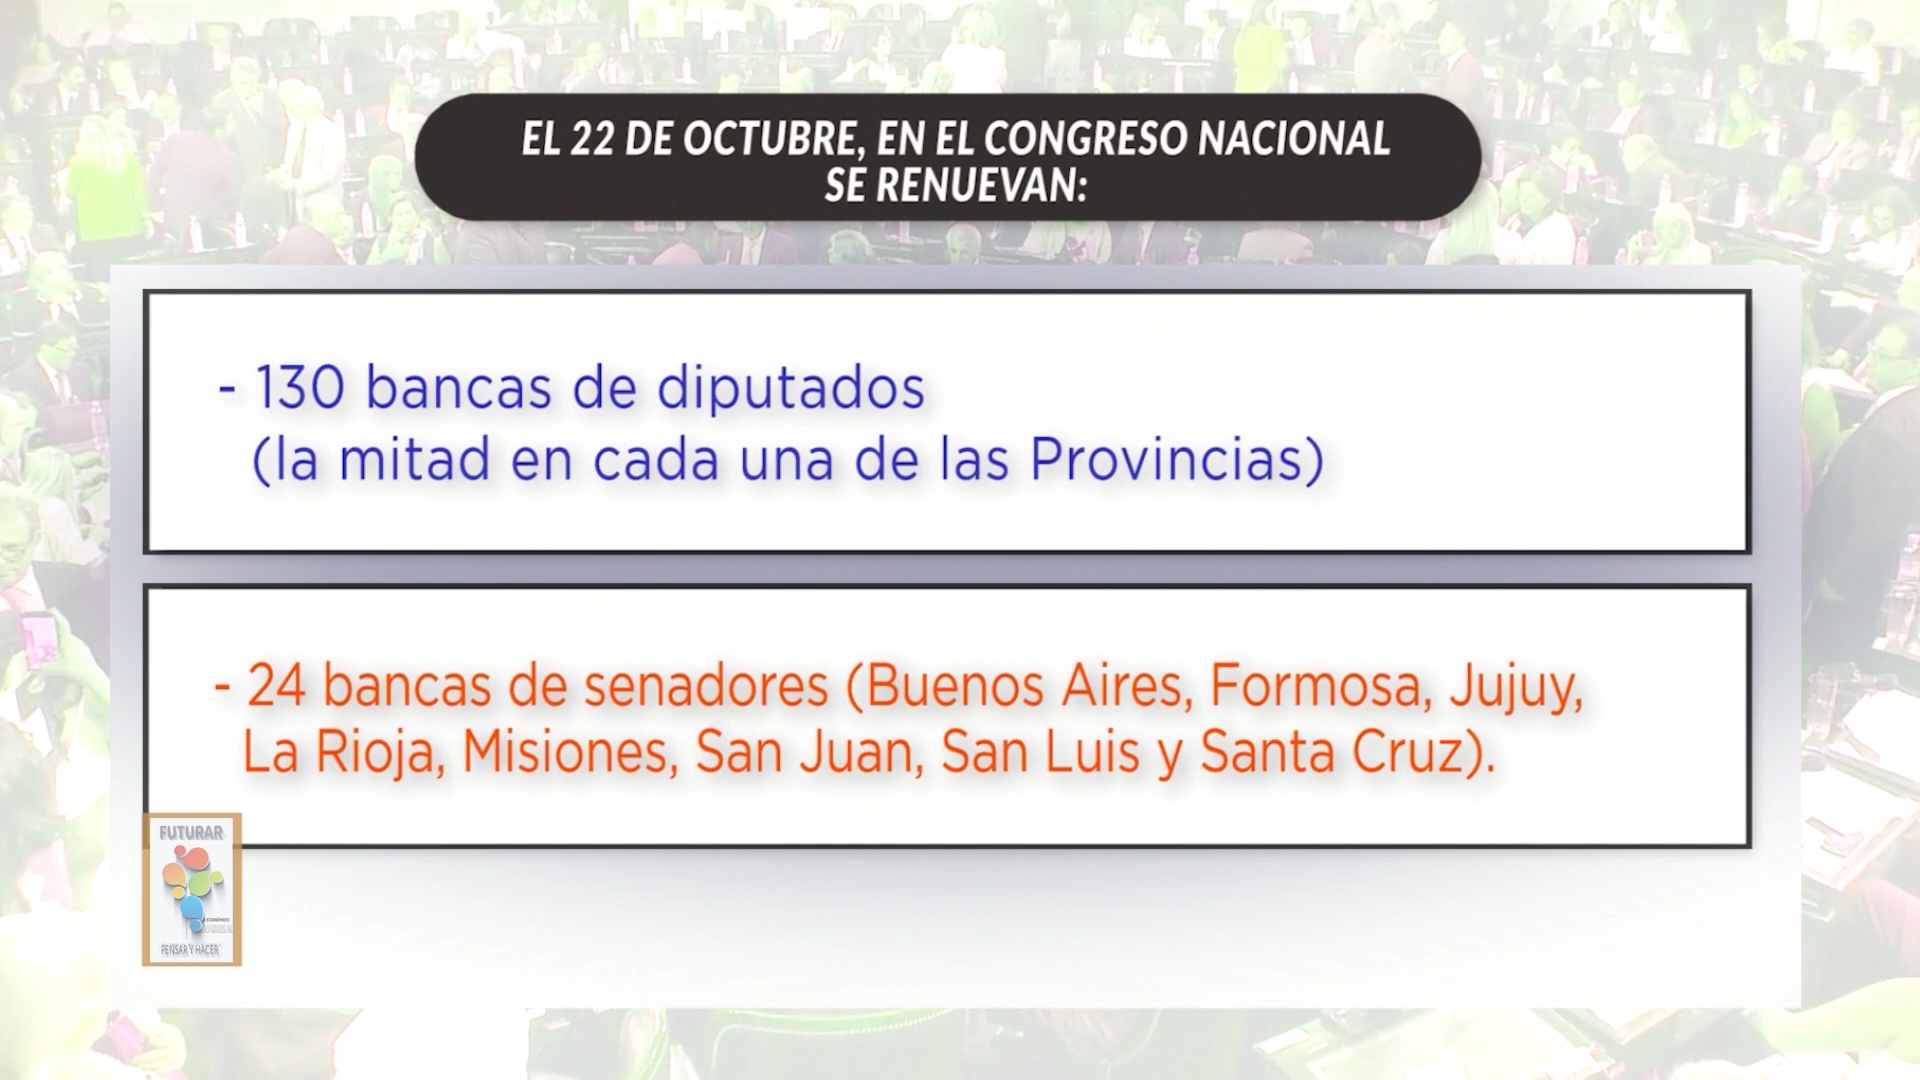 EL 22 DE OCTUBRE, EN EL CONGRESO NACIONAL
SE RENUEVAN:
- 130 bancas de diputados
(la mitad en cada una de las Provincias)
- 24 bancas de senadores (Buenos Aires, Formosa, Jujuy,
La Rioja, Misiones, San Juan, San Luis y Santa Cruz).
FUTURAR
ECONÓMICO
PENSAR Y HACER